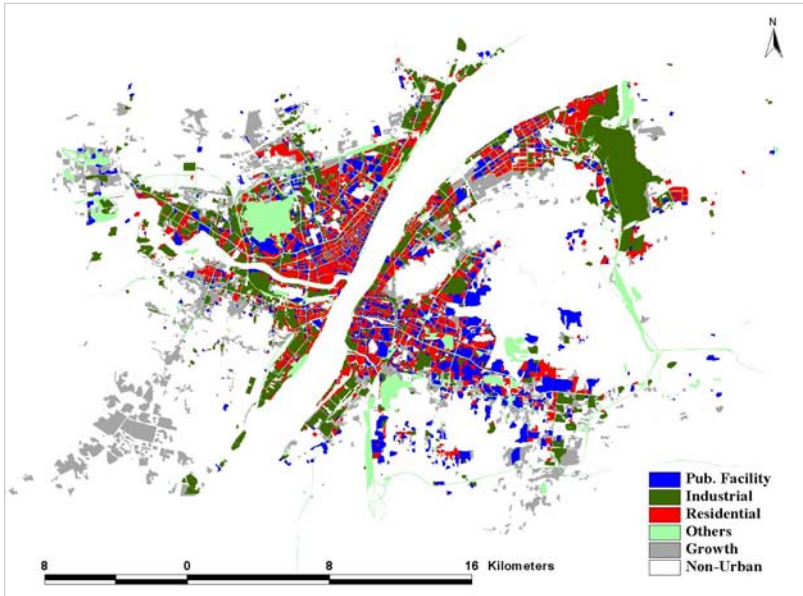 N
Pub. Facility
Industrial
Residential
Others
Growth
Non-Urban
8 0 8 16 Kilometers